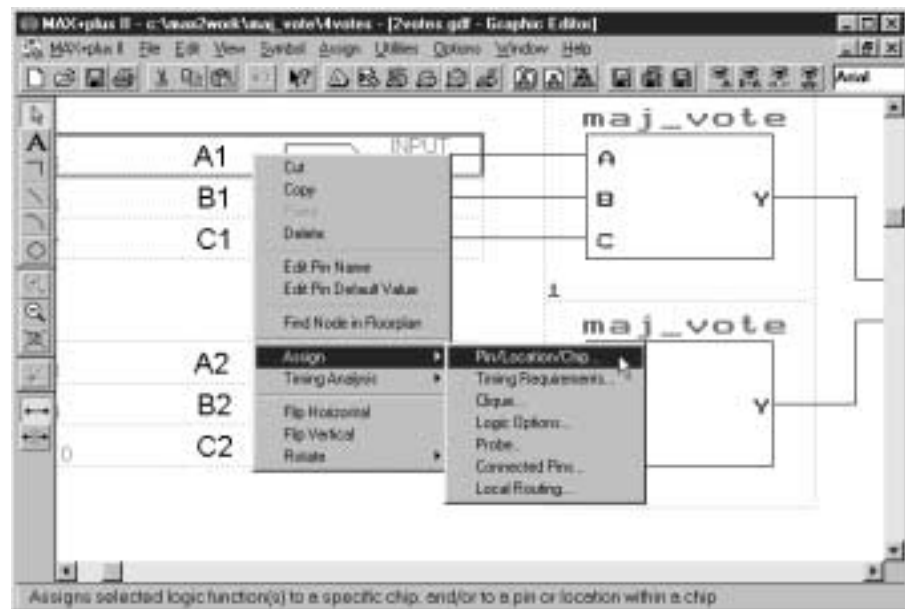 MAX+plus II - c:\max2work\maj_vote\4votes - [2votes.gdf - Graphic Editor]
MAX+plus II File Edit View Symbol Assign Utilities Options Window Help
Arial
maj_vote
INPUT
A1
A
B1
B
Y
C1
C
1
maj_vote
A2
B2
Y
C2
0
Cut
Copy
Paste
Delete
Edit Pin Name
Edit Pin Default Value
Find Node in Floorplan
Assign
Timing Analysis
Flip Horizontal
Flip Vertical
Rotate
Pin/Location/Chip...
Timing Requirements...
Clique...
Logic Options...
Probe...
Connected Pins...
Local Routing...
Assigns selected logic function(s) to a specific chip, and/or to a pin or location within a chip